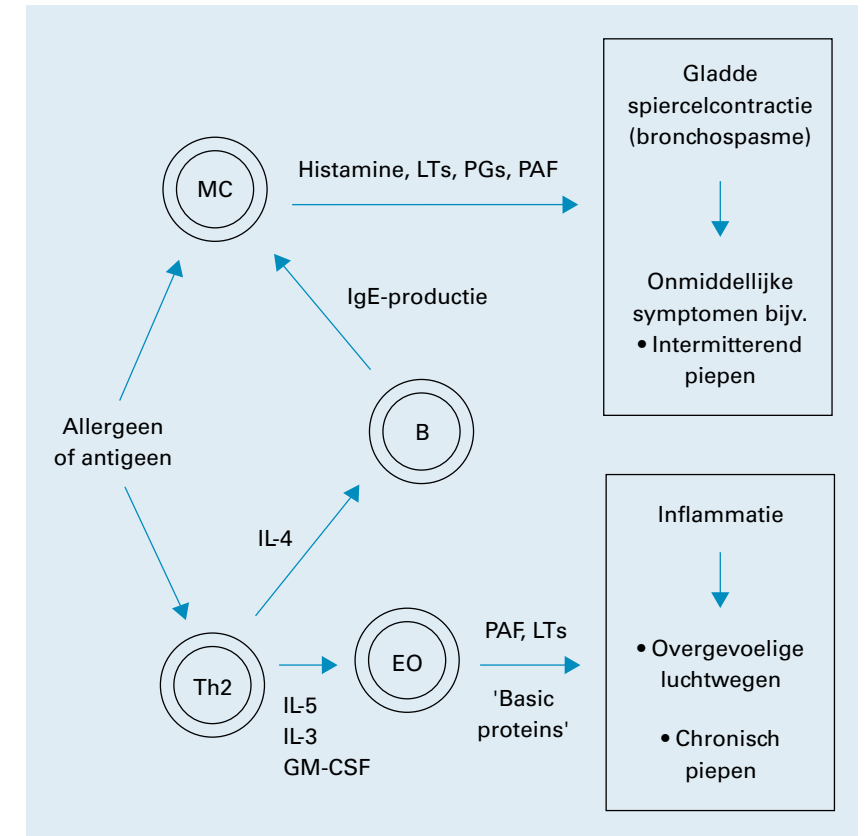 Gladde
spiercelcontractie
(bronchospasme)
Histamine, LTs, PGs, PAF
MC
Onmiddellijke
symptomen bijv.
• Intermitterend
piepen
IgE-productie
B
Allergeen
of antigeen
Inflammatie
IL-4
PAF, LTs
EO
'Basic
proteins'
Th2
IL-5
IL-3
GM-CSF
• Overgevoelige
luchtwegen
• Chronisch
piepen